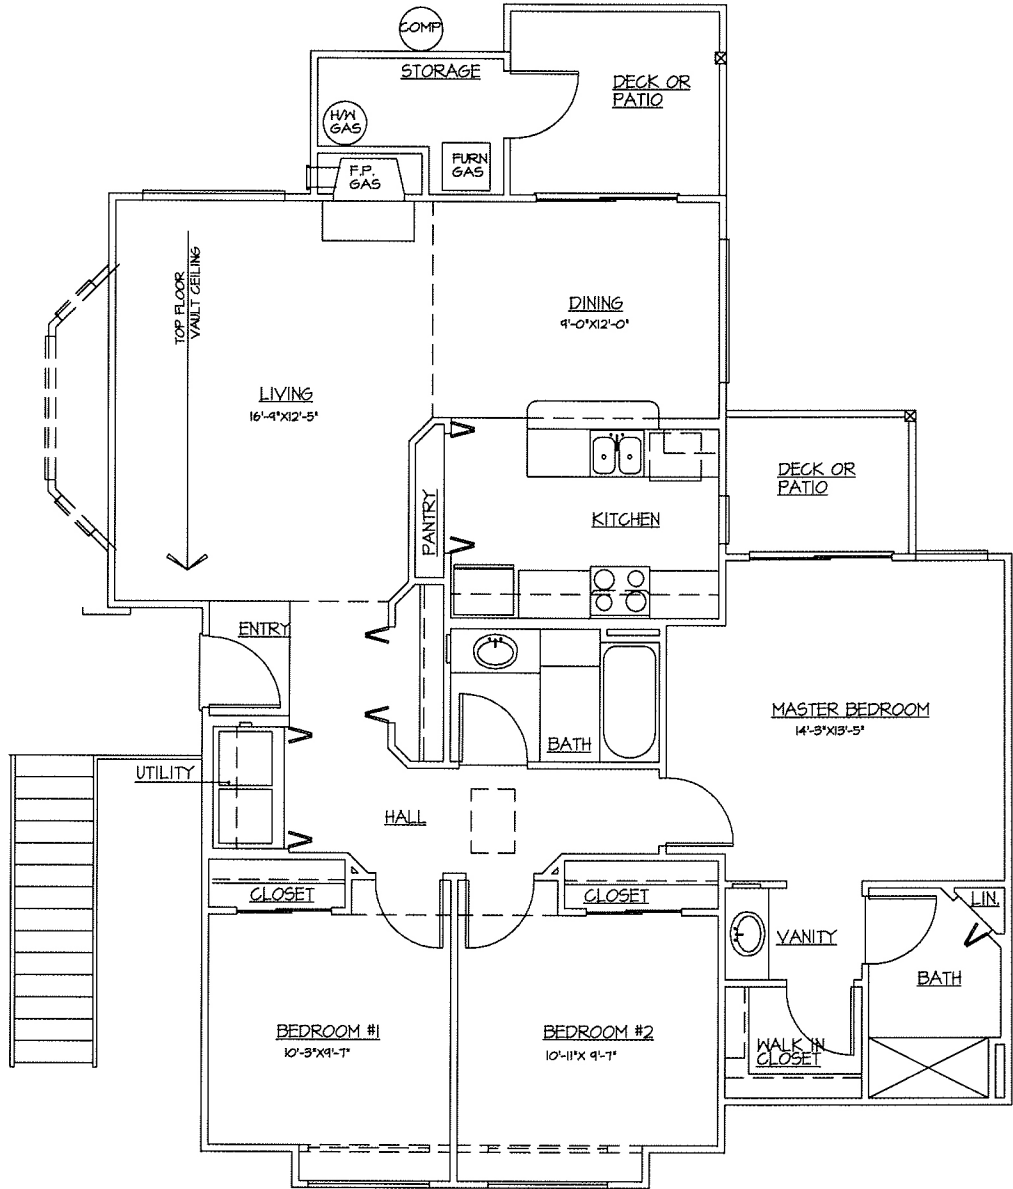 COMP
STORAGE
DECK OR
PATIO
H/W
GAS
FURN
GAS
F.P.
GAS
TOP FLOOR
VAULT CEILING
DINING
9'-0"X12'-0"
LIVING
16'-9"X12'-5"
DECK OR
PATIO
PANTRY
KITCHEN
ENTRY
MASTER BEDROOM
14'-3"X13'-5"
BATH
UTILITY
HALL
CLOSET
CLOSET
LIN.
VANITY
BATH
BEDROOM #1
10'-3"X9'-7"
BEDROOM #2
10'-11"X 9'-7"
WALK IN
CLOSET